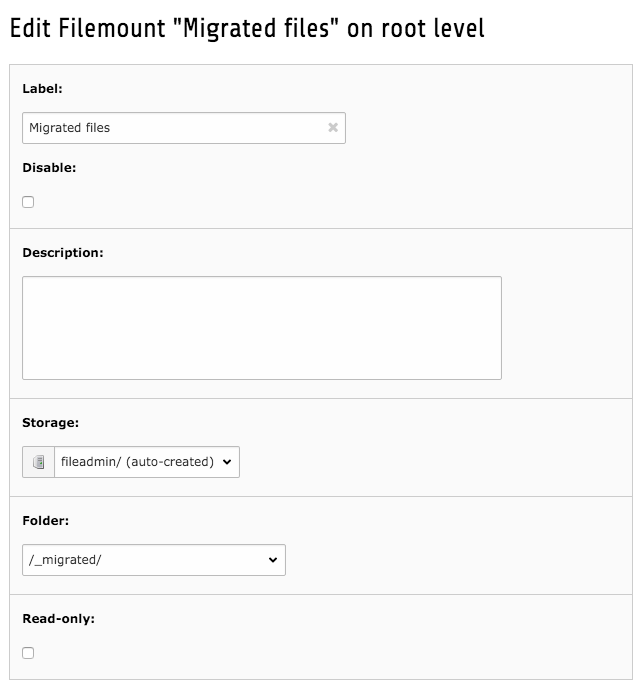 Edit Filemount "Migrated files" on root level
Label:
Migrated files
Disable:
Description:
Storage:
fileadmin/ (auto-created)
Folder:
/_migrated/
Read-only: